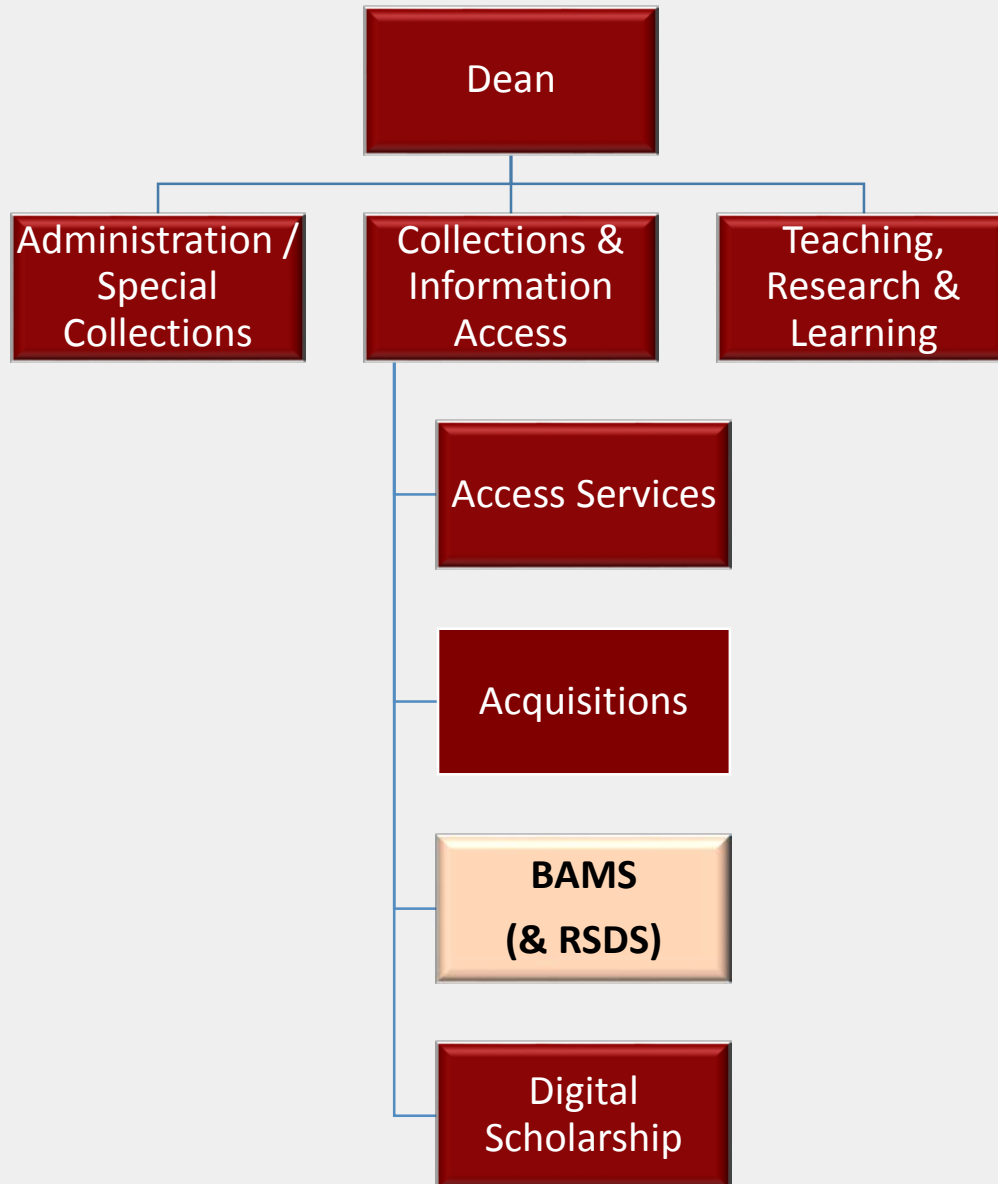 Dean
Administration /
Special
Collections
Collections &
Information
Access
Teaching,
Research &
Learning
Access Services
Acquisitions
BAMS
(& RSDS)
Digital
Scholarship